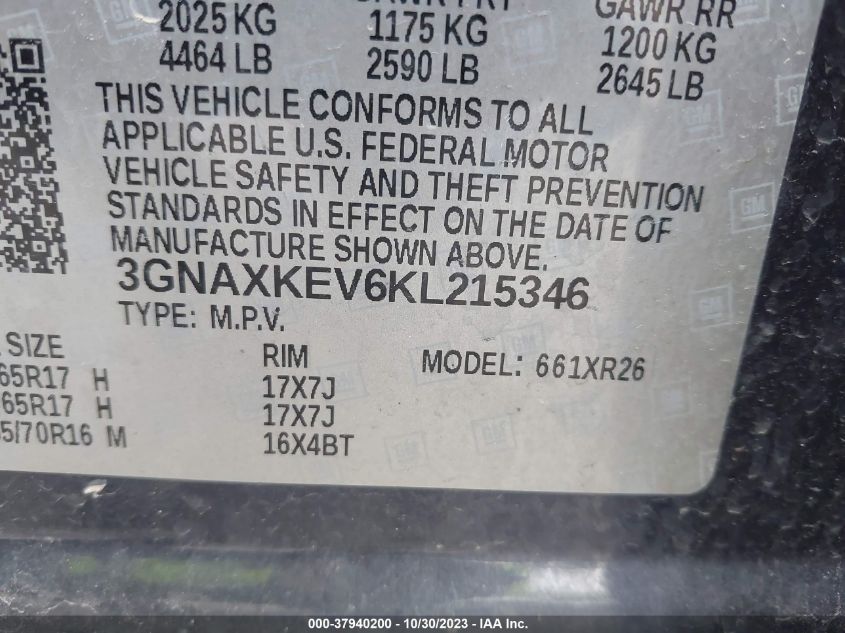 GAWR RR
2025 KG 1175 KG 1200 KG
4464 LB 2590 LB 2645 LB
THIS VEHICLE CONFORMS TO ALL
APPLICABLE U.S. FEDERAL MOTOR
VEHICLE SAFETY AND THEFT PREVENTION
STANDARDS IN EFFECT ON THE DATE OF
MANUFACTURE SHOWN ABOVE.
3GNAXKEV6KL215346
TYPE: M.P.V.
SIZE RIM MODEL: 661XR26
65R17 H 17X7J
65R17 H 17X7J
5/70R16 M 16X4BT
000-37940200 - 10/30/2023 - IAA Inc.